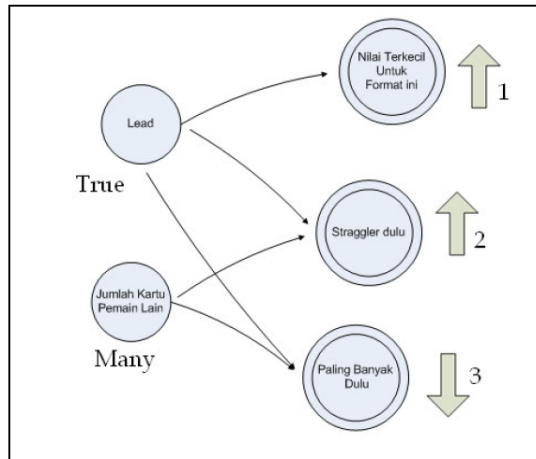 Nilai Terkecil
Untuk
Format ini
1
Lead
True
Straggler dulu
2
Jumlah Kartu
Pemain Lain
Many
Paling Banyak
Dulu
3